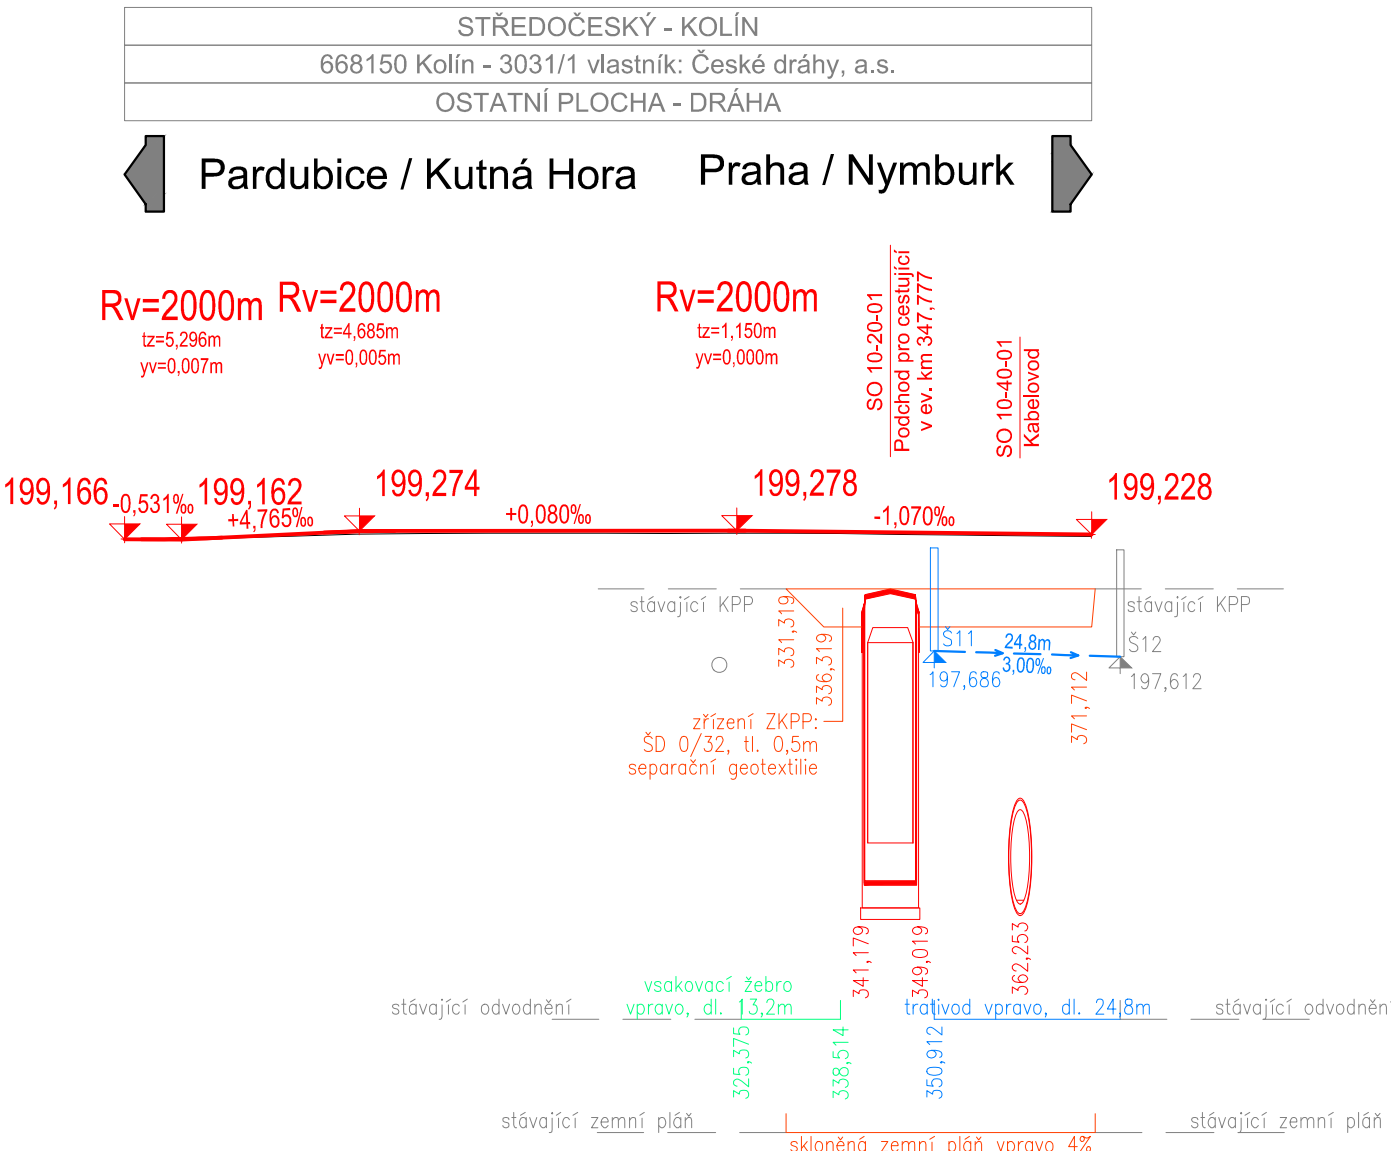 STŘEDOČESKÝ - KOLÍN
668150 Kolín - 3031/1 vlastník: České dráhy, a.s.
OSTATNÍ PLOCHA - DRÁHA
Pardubice / Kutná Hora
Praha / Nymburk
Rv=2000m
tz=5,296m
yv=0,007m
Rv=2000m
tz=4,685m
yv=0,005m
Rv=2000m
tz=1,150m
yv=0,000m
SO 10-20-01
Podchod pro cestující
v ev. km 347,777
SO 10-40-01
Kabelovod
199,166
-0,531‰
199,162
+4,765‰
199,274
+0,080‰
199,278
-1,070‰
199,228
stávající KPP
331,319
336,319
stávající KPP
Š11
24,8m
3,00‰
197,686
Š12
197,612
371,712
zřízení ZKPP:
ŠD 0/32, tl. 0,5m
separační geotextilie
341,179
349,019
362,253
stávající odvodnění
vsakovací žebro
vpravo, dl. 13,2m
trativod vpravo, dl. 24,8m
stávající odvodněn
325,375
338,514
350,912
stávající zemní pláň
skloněná zemní pláň vpravo 4%
stávající zemní pláň